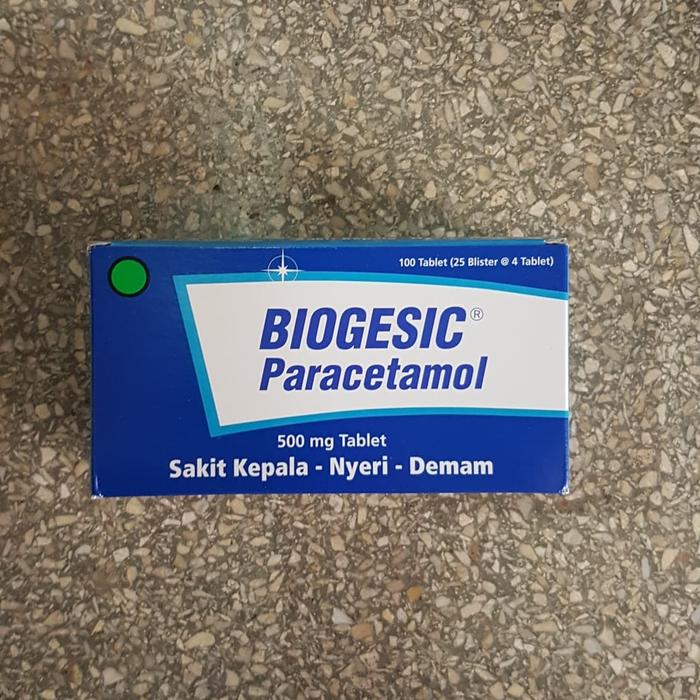 100 Tablet (25 Blister @ 4 Tablet)
BIOGESIC®
Paracetamol
500 mg Tablet
Sakit Kepala - Nyeri - Demam